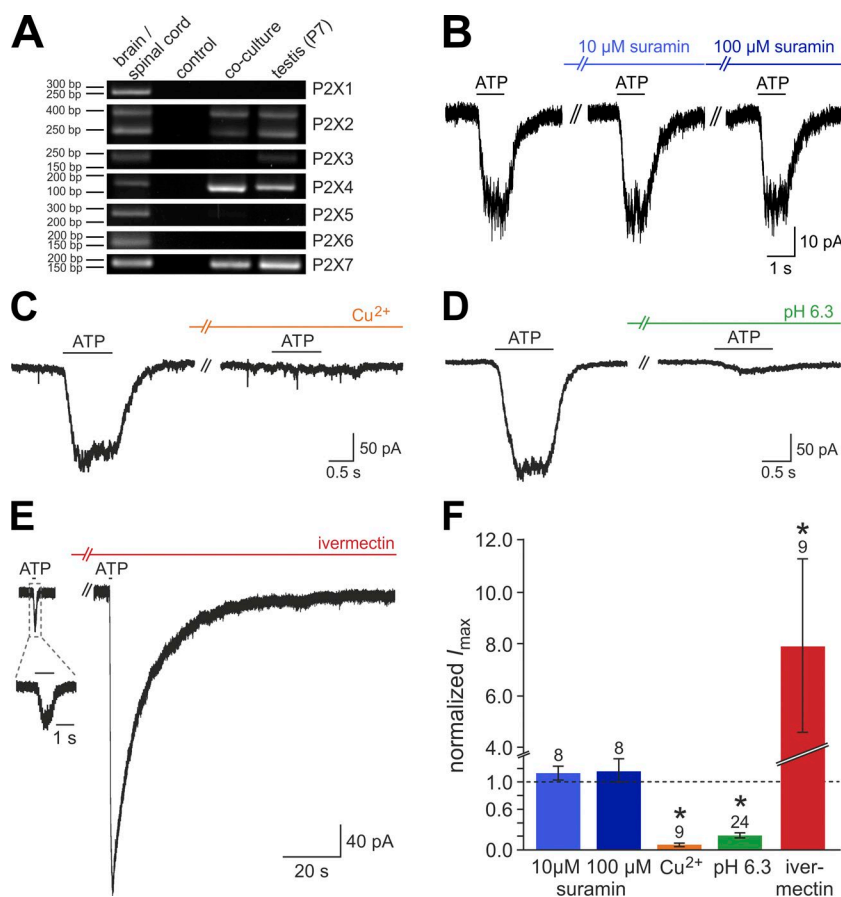 A
brain /
spinal cord
control
co-culture
testis (P7)
300 bp
250 bp
P2X1
400 bp
250 bp
P2X2
250 bp
150 bp
P2X3
200 bp
100 bp
P2X4
300 bp
200 bp
P2X5
200 bp
150 bp
P2X6
200 bp
150 bp
P2X7
B
10 µM suramin
100 µM suramin
ATP
ATP
ATP
10 pA
1 s
C
Cu2+
ATP
ATP
50 pA
0.5 s
D
pH 6.3
ATP
ATP
50 pA
0.5 s
E
ivermectin
ATP
ATP
1 s
40 pA
20 s
F
normalized Imax
12.0
10.0
8.0
6.0
4.0
1.0
0.6
0.2
0.0
8
8
*
9
*
24
*
9
10µM
100 µM
suramin
Cu2+
pH 6.3
iver-
mectin